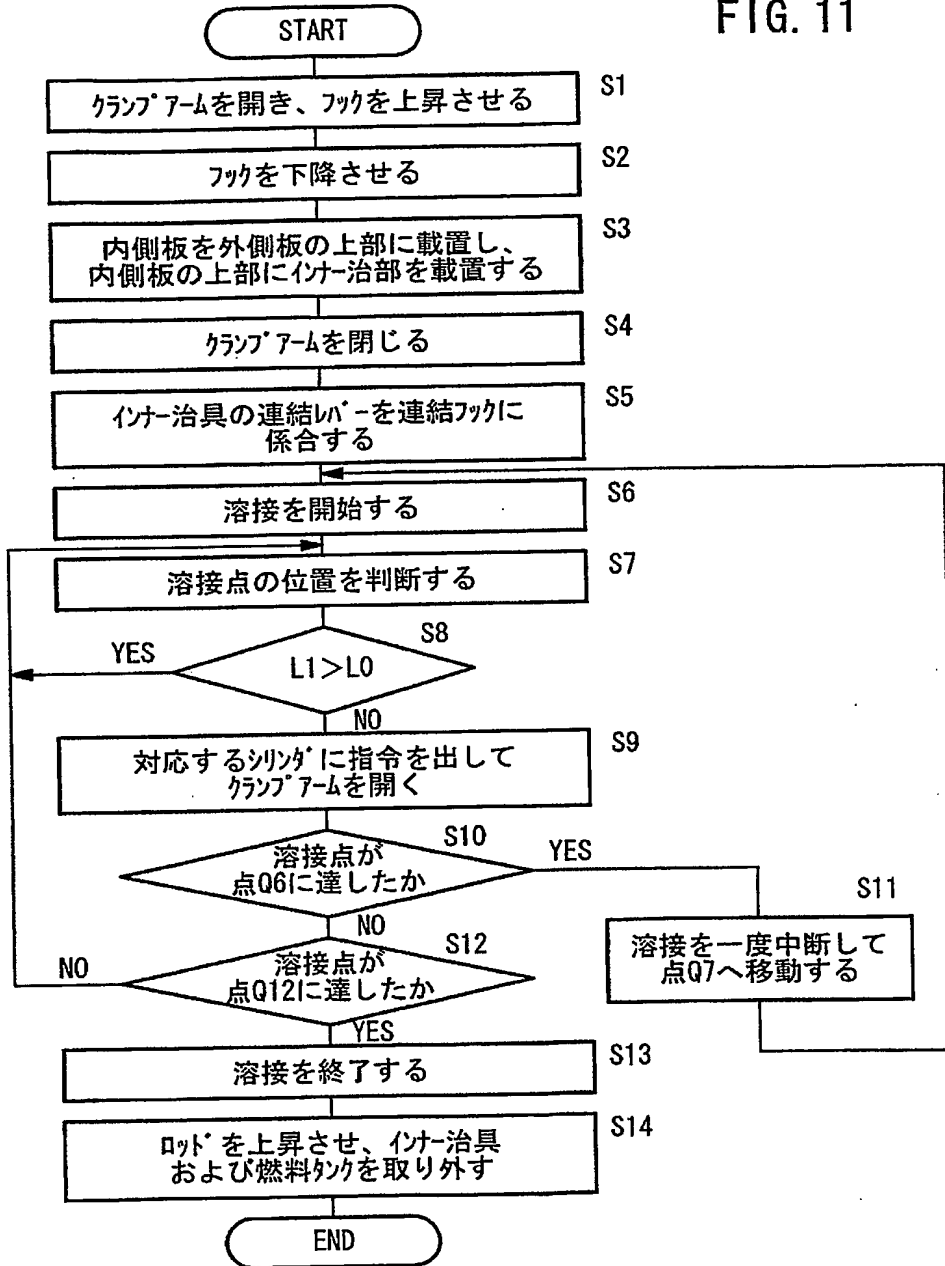 FIG. 11
START
クランプアームを開き、フックを上昇させる
S1
フックを下降させる
S2
内側板を外側板の上部に載置し、
内側板の上部にインナー治部を載置する
S3
クランプアームを閉じる
S4
インナー治具の連結レバーを連結フックに
係合する
S5
溶接を開始する
S6
溶接点の位置を判断する
S7
S8
YES
L1＞L0
NO
対応するシリンダに指令を出して
クランプアームを開く
S9
S10
溶接点が
点Q6に達したか
YES
NO
S11
溶接を一度中断して
点Q7へ移動する
S12
溶接点が
点Q12に達したか
NO
YES
溶接を終了する
S13
ロッドを上昇させ、インナー治具
および燃料タンクを取り外す
S14
END